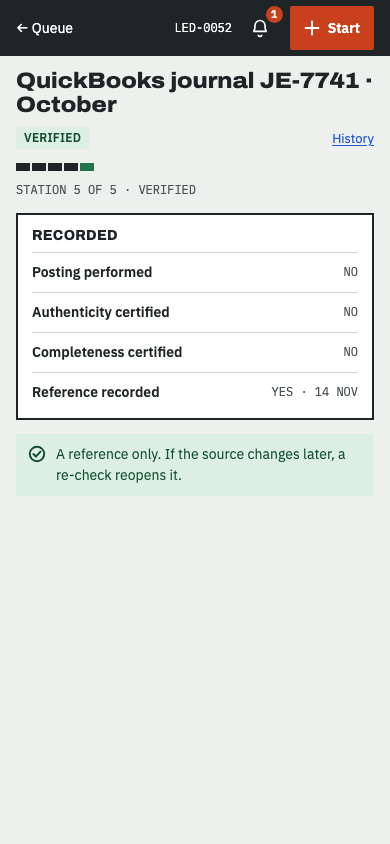 ← Queue
LED-0052
1
Start
QuickBooks journal JE-7741 ·
October
VERIFIED
History
STATION 5 OF 5 · VERIFIED
RECORDED
Posting performed NO
Authenticity certified NO
Completeness certified NO
Reference recorded YES · 14 NOV
A reference only. If the source changes later, a
re-check reopens it.